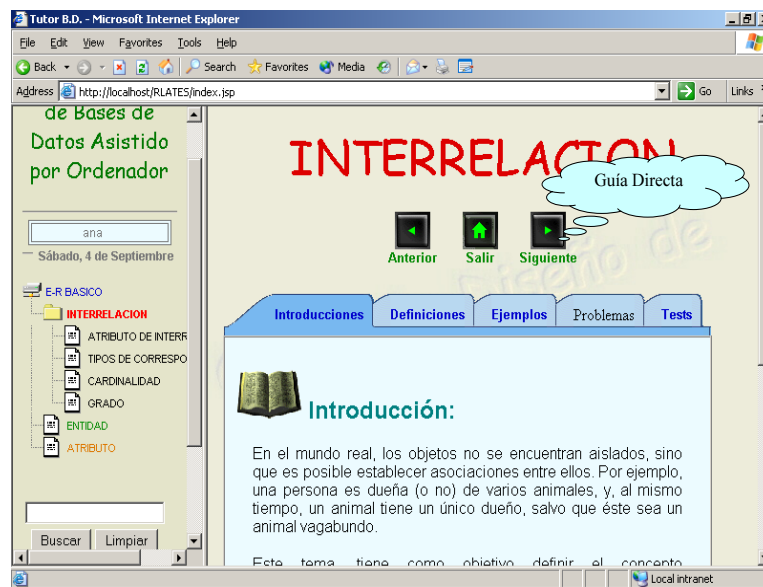 Tutor B.D. - Microsoft Internet Explorer
File Edit View Favorites Tools Help
Back Search Favorites Media
Address http://localhost/RLATES/index.jsp Go Links
de Bases de
Datos Asistido
por Ordenador
ana
Sábado, 4 de Septiembre
E-R BASICO
INTERRELACION
ATRIBUTO DE INTERR
TIPOS DE CORRESPO
CARDINALIDAD
GRADO
ENTIDAD
ATRIBUTO
Buscar Limpiar
INTERRELACION
Guía Directa
Anterior Salir Siguiente
Diseño de
Introducciones Definiciones Ejemplos Problemas Tests
Introducción:
En el mundo real, los objetos no se encuentran aislados, sino
que es posible establecer asociaciones entre ellos. Por ejemplo,
una persona es dueña (o no) de varios animales, y, al mismo
tiempo, un animal tiene un único dueño, salvo que éste sea un
animal vagabundo.
Este tema tiene como objetivo definir el concepto
Local intranet